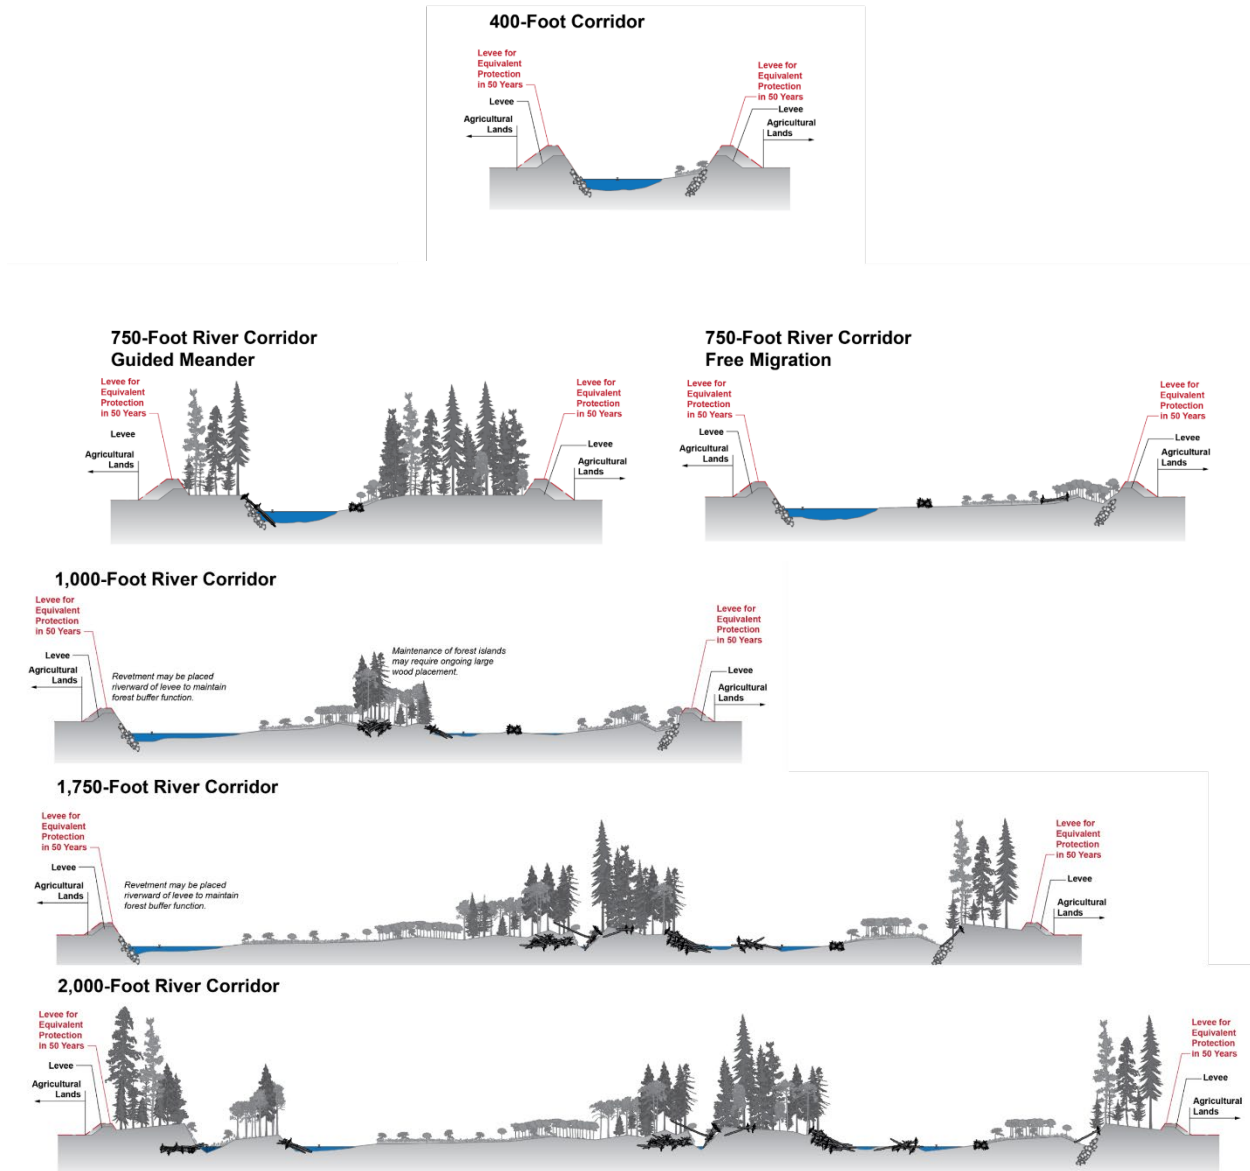 400-Foot Corridor
Levee for
Equivalent
Protection
in 50 Years
Levee
Agricultural
Lands
Levee for
Equivalent
Protection
in 50 Years
Levee
Agricultural
Lands
750-Foot River Corridor
Guided Meander
Levee for
Equivalent
Protection
in 50 Years
Levee
Agricultural
Lands
Levee for
Equivalent
Protection
in 50 Years
Levee
Agricultural
Lands
750-Foot River Corridor
Free Migration
Levee for
Equivalent
Protection
in 50 Years
Levee
Agricultural
Lands
Levee for
Equivalent
Protection
in 50 Years
Levee
Agricultural
Lands
1,000-Foot River Corridor
Levee for
Equivalent
Protection
in 50 Years
Levee
Agricultural
Lands
Revetment may be placed
riverward of levee to maintain
forest buffer function.
Maintenance of forest islands
may require ongoing large
wood placement.
Levee for
Equivalent
Protection
in 50 Years
Levee
Agricultural
Lands
1,750-Foot River Corridor
Levee for
Equivalent
Protection
in 50 Years
Levee
Agricultural
Lands
Revetment may be placed
riverward of levee to maintain
forest buffer function.
Levee for
Equivalent
Protection
in 50 Years
Levee
Agricultural
Lands
2,000-Foot River Corridor
Levee for
Equivalent
Protection
in 50 Years
Levee
Agricultural
Lands
Levee for
Equivalent
Protection
in 50 Years
Levee
Agricultural
Lands